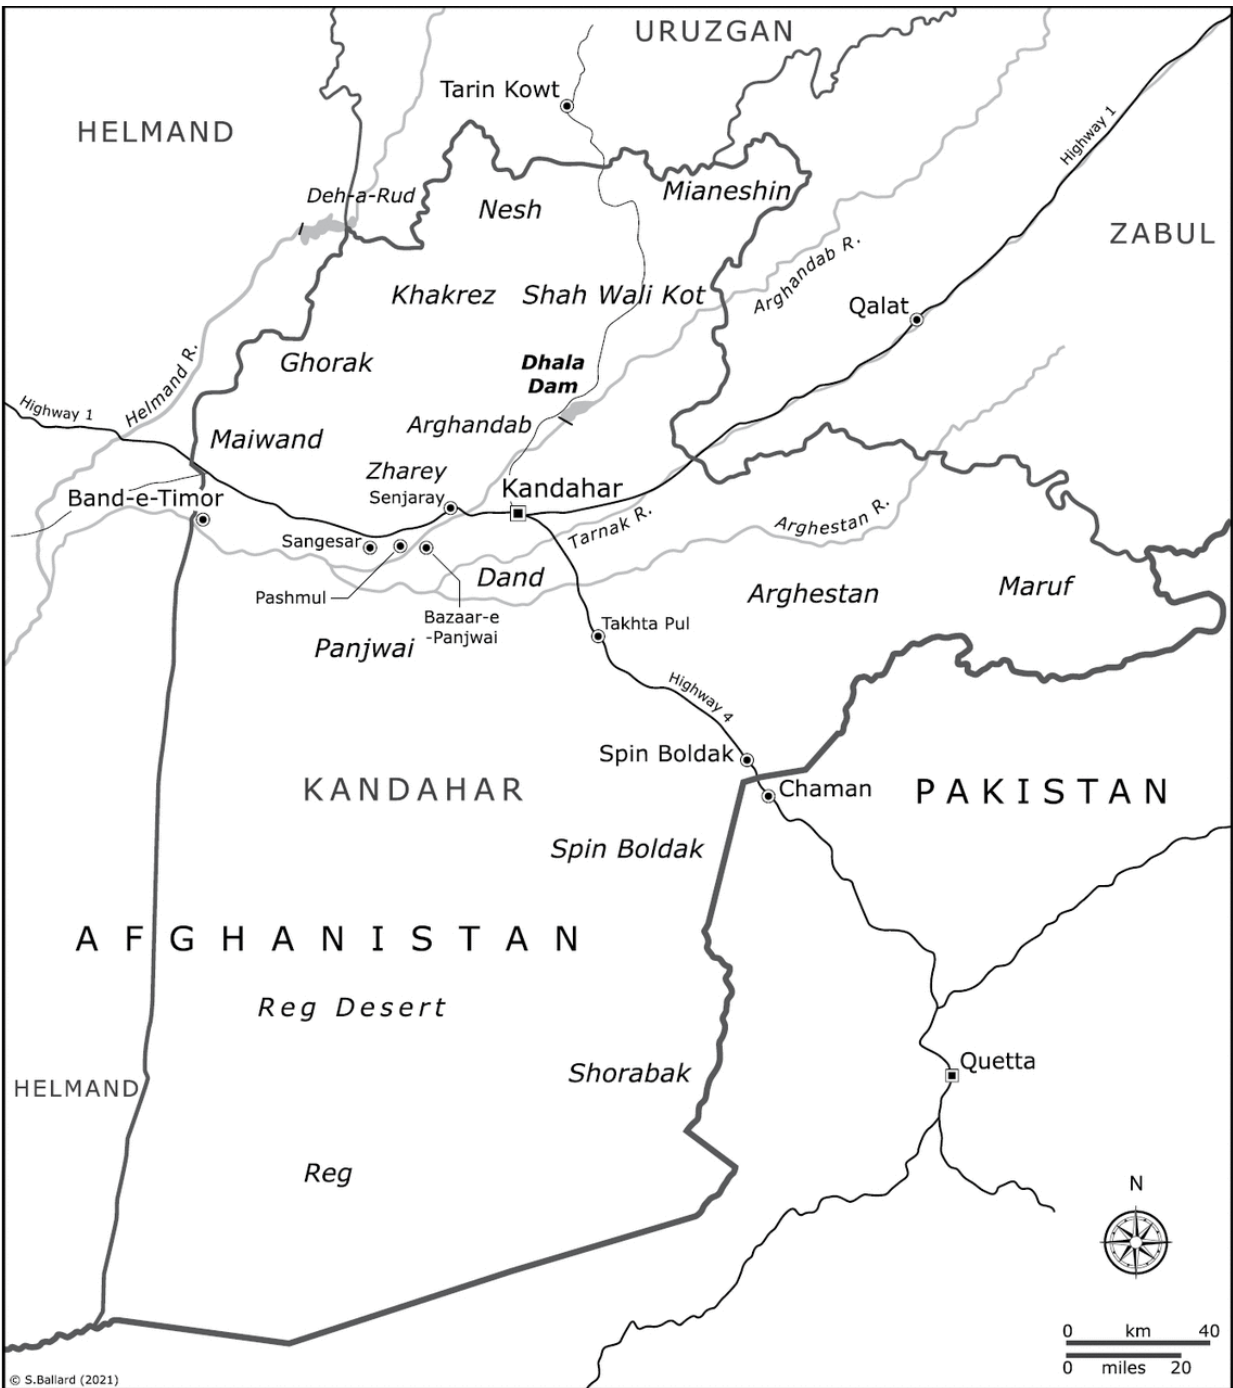 URUZGAN
Tarin Kowt
HELMAND
Highway 1
Deh-a-Rud
Nesh
Mianeshin
ZABUL
Arghandab R.
Khakrez
Shah Wali Kot
Qalat
Ghorak
Dhala
Dam
Helmand R.
Highway 1
Arghandab
Maiwand
Zharey
Senjaray
Kandahar
Band-e-Timor
Tarnak R.
Arghestan R.
Sangesar
Dand
Pashmul
Arghestan
Maruf
Bazaar-e
-Panjwai
Takhta Pul
Panjwai
Highway 4
Spin Boldak
KANDAHAR
Chaman
PAKISTAN
Spin Boldak
AFGHANISTAN
Reg Desert
Shorabak
Quetta
HELMAND
Reg
N
0 km 40
0 miles 20
© S.Ballard (2021)